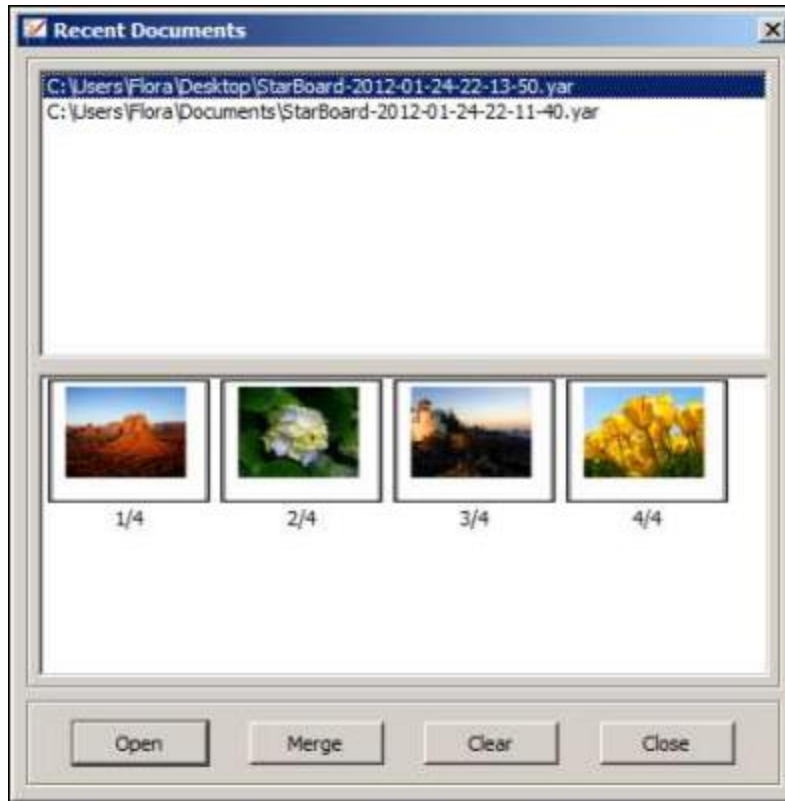 Recent Documents
C:\Users\Flora\Desktop\StarBoard-2012-01-24-22-13-50.yar
C:\Users\Flora\Documents\StarBoard-2012-01-24-22-11-40.yar
1/4 2/4 3/4 4/4
Open Merge Clear Close